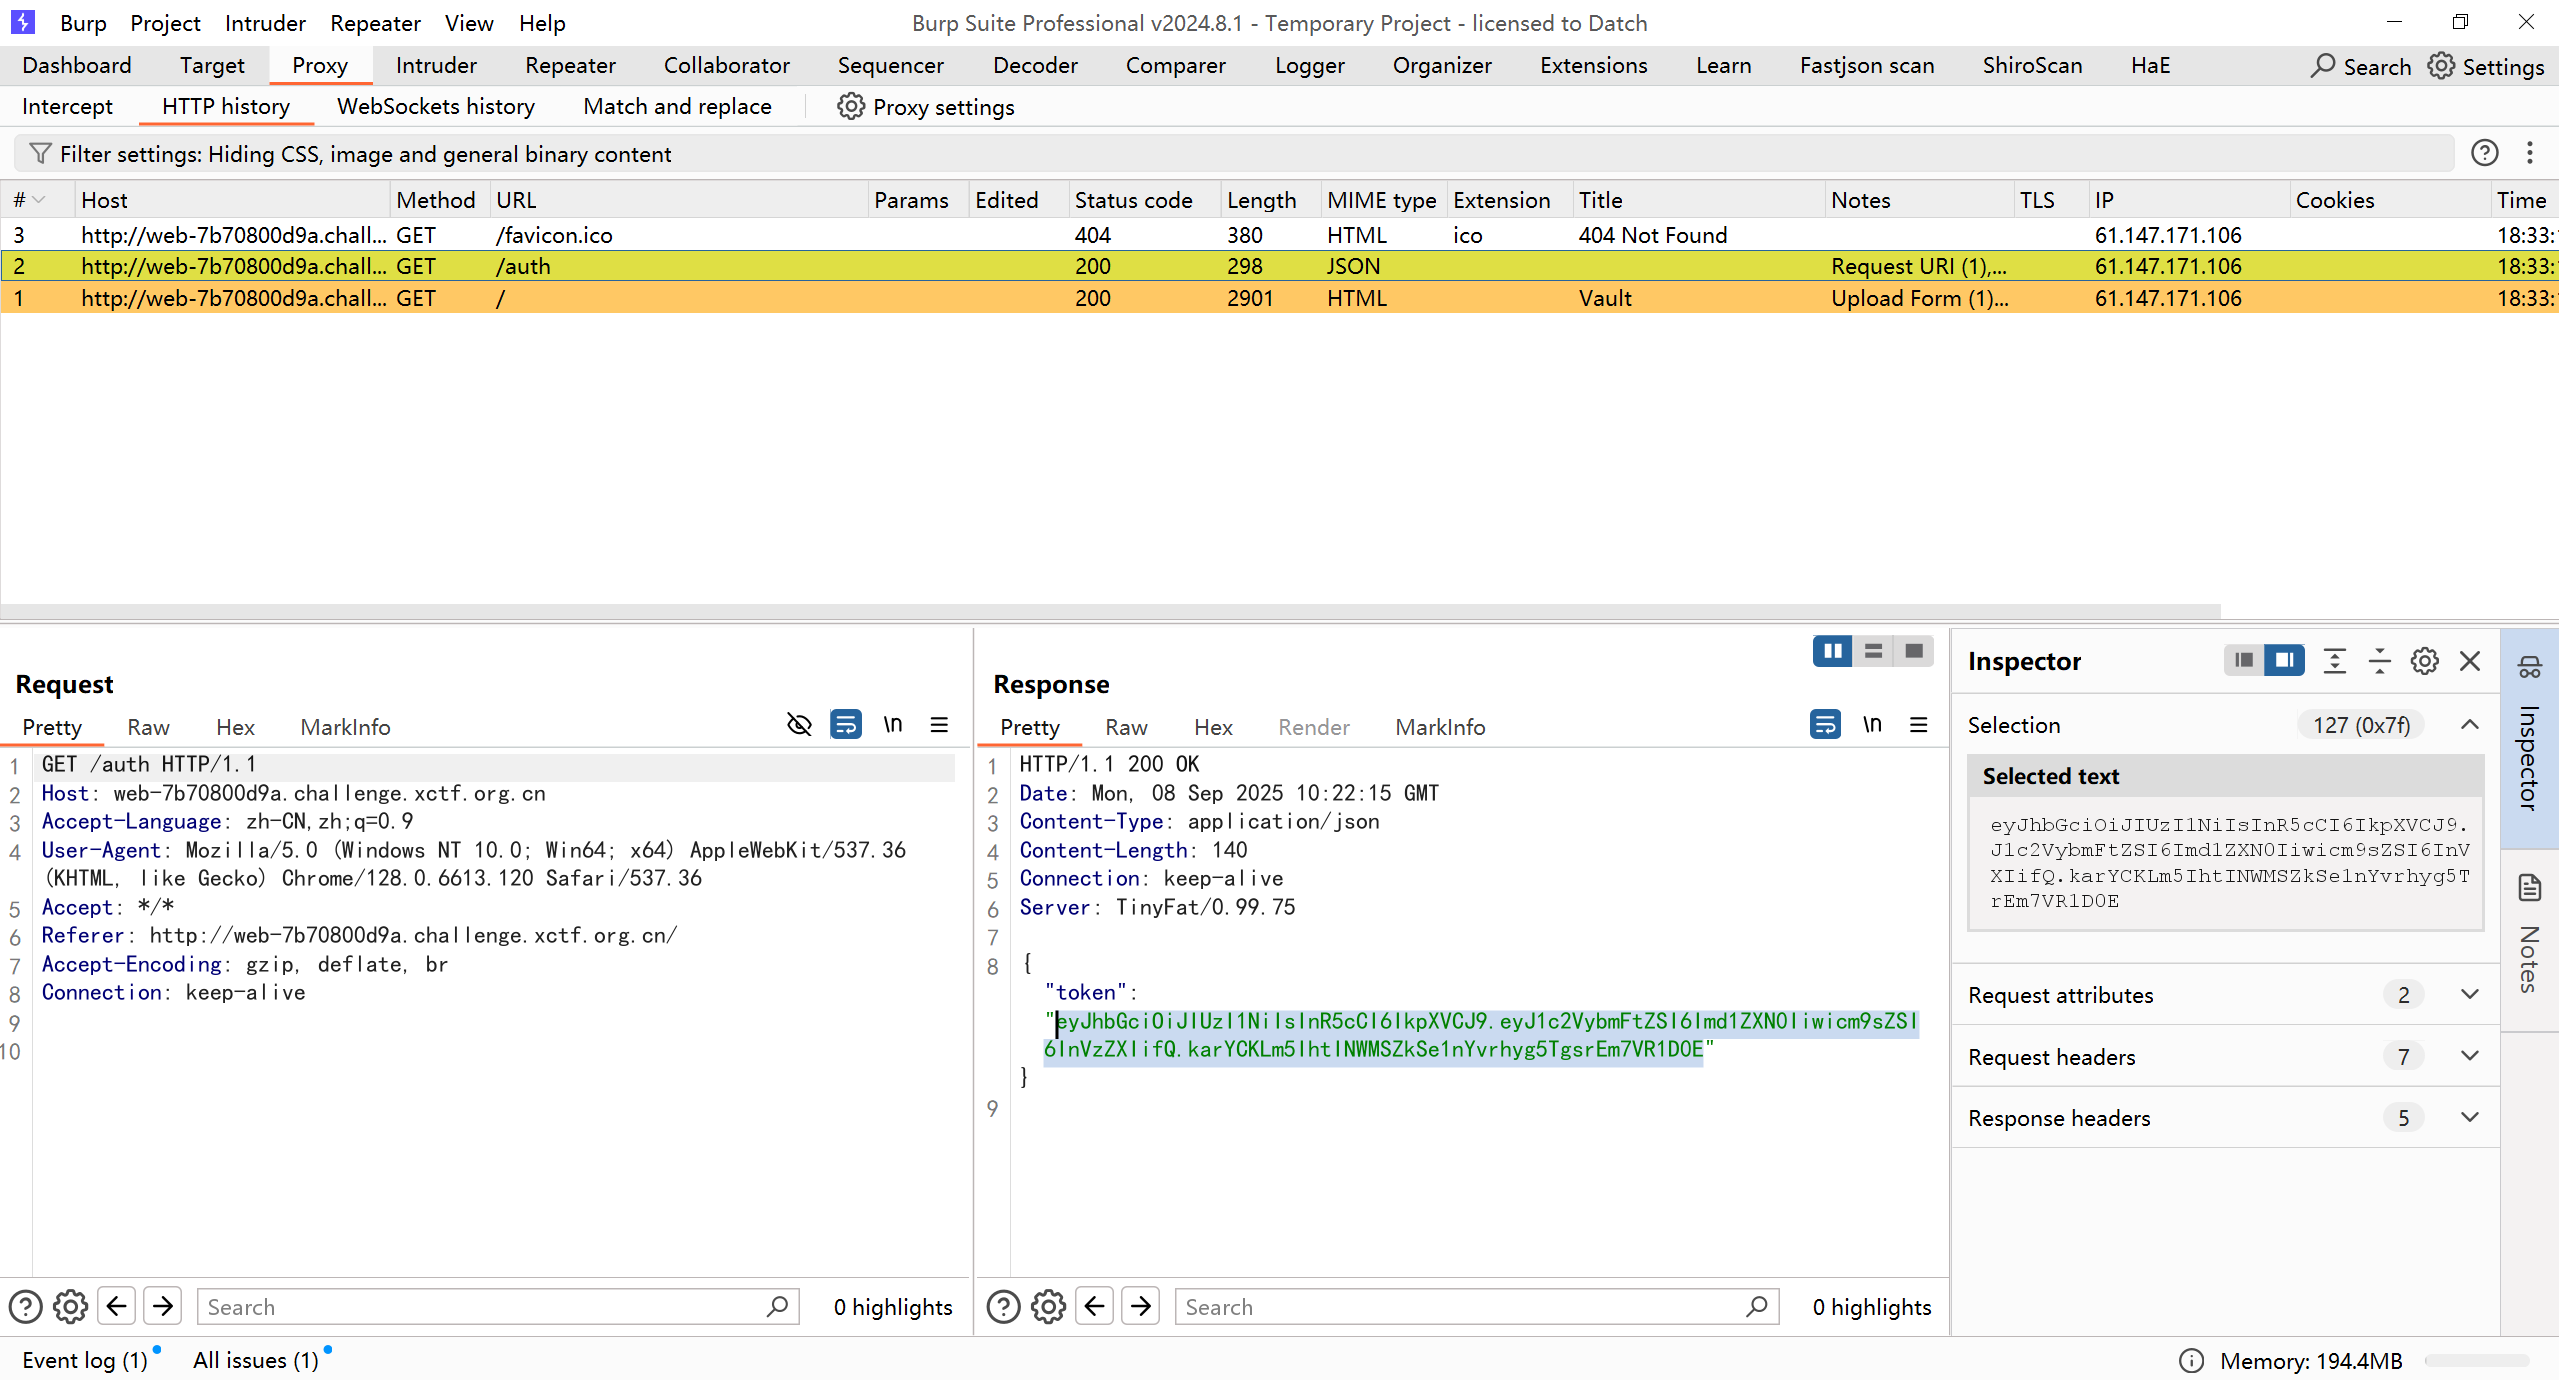 Burp Project Intruder Repeater View Help Burp Suite Professional v2024.8.1 - Temporary Project - licensed to Datch
Dashboard Target Proxy Intruder Repeater Collaborator Sequencer Decoder Comparer Logger Organizer Extensions Learn Fastjson scan ShiroScan HaE Search Settings
Intercept HTTP history WebSockets history Match and replace Proxy settings
Filter settings: Hiding CSS, image and general binary content
# Host Method URL Params Edited Status code Length MIME type Extension Title Notes TLS IP Cookies Time
3 http://web-7b70800d9a.chall... GET /favicon.ico 404 380 HTML ico 404 Not Found 61.147.171.106 18:33:
2 http://web-7b70800d9a.chall... GET /auth 200 298 JSON Request URI (1),... 61.147.171.106 18:33:
1 http://web-7b70800d9a.chall... GET / 200 2901 HTML Vault Upload Form (1)... 61.147.171.106 18:33:
Request
Pretty Raw Hex MarkInfo \n
1 GET /auth HTTP/1.1
2 Host: web-7b70800d9a.challenge.xctf.org.cn
3 Accept-Language: zh-CN,zh;q=0.9
4 User-Agent: Mozilla/5.0 (Windows NT 10.0; Win64; x64) AppleWebKit/537.36
(KHTML, like Gecko) Chrome/128.0.6613.120 Safari/537.36
5 Accept: */*
6 Referer: http://web-7b70800d9a.challenge.xctf.org.cn/
7 Accept-Encoding: gzip, deflate, br
8 Connection: keep-alive
9
10
Response
Pretty Raw Hex Render MarkInfo \n
1 HTTP/1.1 200 OK
2 Date: Mon, 08 Sep 2025 10:22:15 GMT
3 Content-Type: application/json
4 Content-Length: 140
5 Connection: keep-alive
6 Server: TinyFat/0.99.75
7
8 {
"token":
"eyJhbGciOiJIUzI1NiIsInR5cCI6IkpXVCJ9.eyJ1c2VybmFtZSI6Imd1ZXN0Iiwicm9sZSI
6InVzZXIifQ.karYCKLm5IhtINWMSZkSe1nYvrhyg5TgsrEm7VR1D0E"
}
9
Inspector
Selection 127 (0x7f)
Selected text
eyJhbGciOiJIUzI1NiIsInR5cCI6IkpXVCJ9.
J1c2VybmFtZSI6Imd1ZXN0Iiwicm9sZSI6InV
XIifQ.karYCKLm5IhtINWMSZkSe1nYvrhyg5T
rEm7VR1D0E
Request attributes 2
Request headers 7
Response headers 5
Inspector
Notes
Search 0 highlights
Search 0 highlights
Event log (1) All issues (1) Memory: 194.4MB